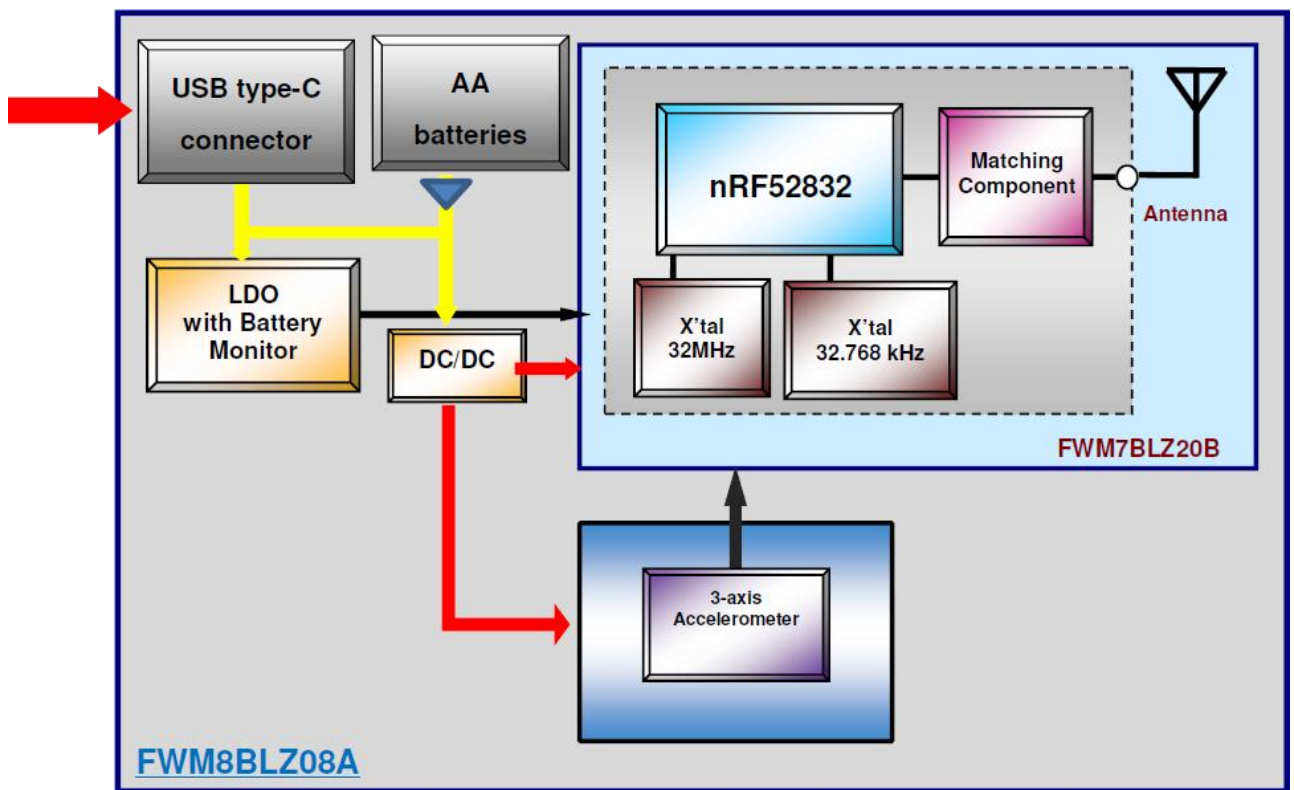 USB type-C
connector
AA
batteries
nRF52832
Matching
Component
Antenna
LDO
with Battery
Monitor
DC/DC
X'tal
32MHz
X'tal
32.768 kHz
FWM7BLZ20B
3-axis
Accelerometer
FWM8BLZ08A